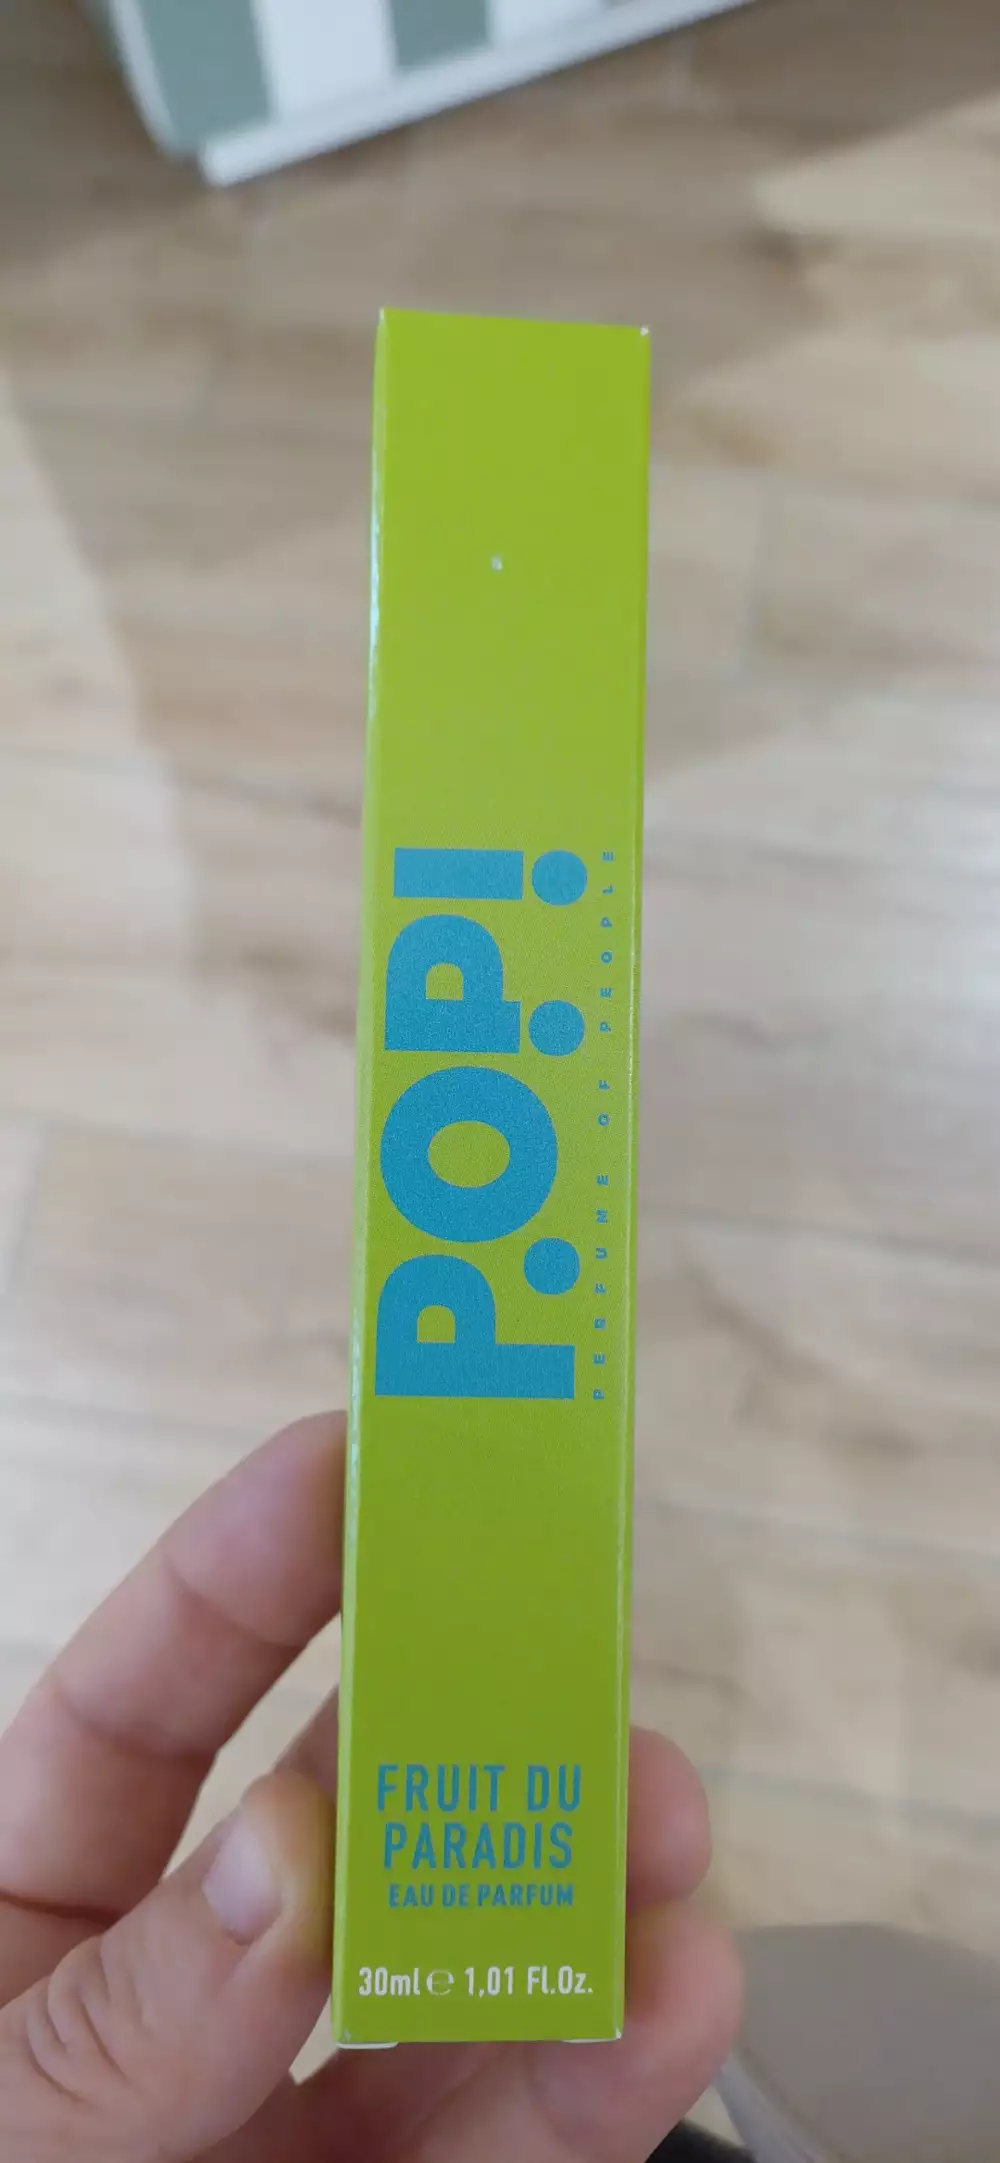 P.O.P!
PERFUME OF PEOPLE
FRUIT DU
PARADIS
EAU DE PARFUM
30ml ℮ 1,01 Fl.Oz.